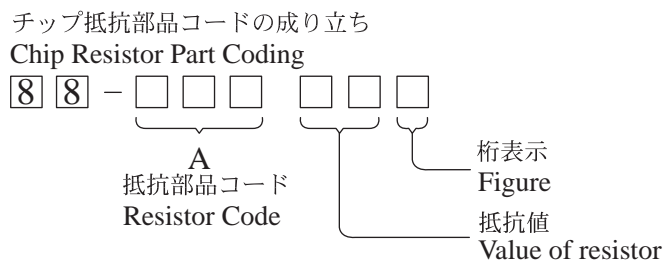 チップ抵抗部品コードの成り立ち
Chip Resistor Part Coding
8 8 − □ □ □ □ □ □
A
抵抗部品コード
Resistor Code
桁表示
Figure
抵抗値
Value of resistor